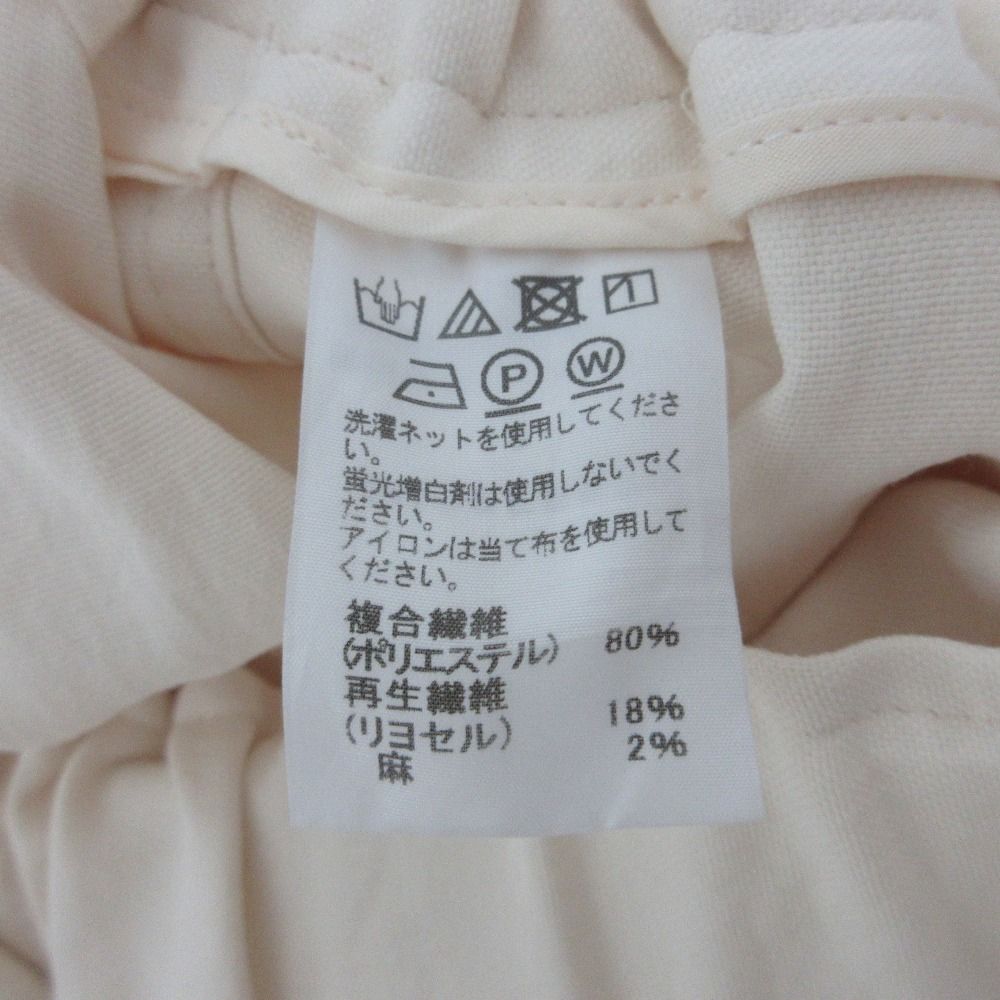 P W
洗濯ネットを使用してくださ
い。
蛍光増白剤は使用しないでく
ださい。
アイロンは当て布を使用して
ください。
複合繊維
(ポリエステル) 80%
再生繊維
(リヨセル) 18%
麻 2%